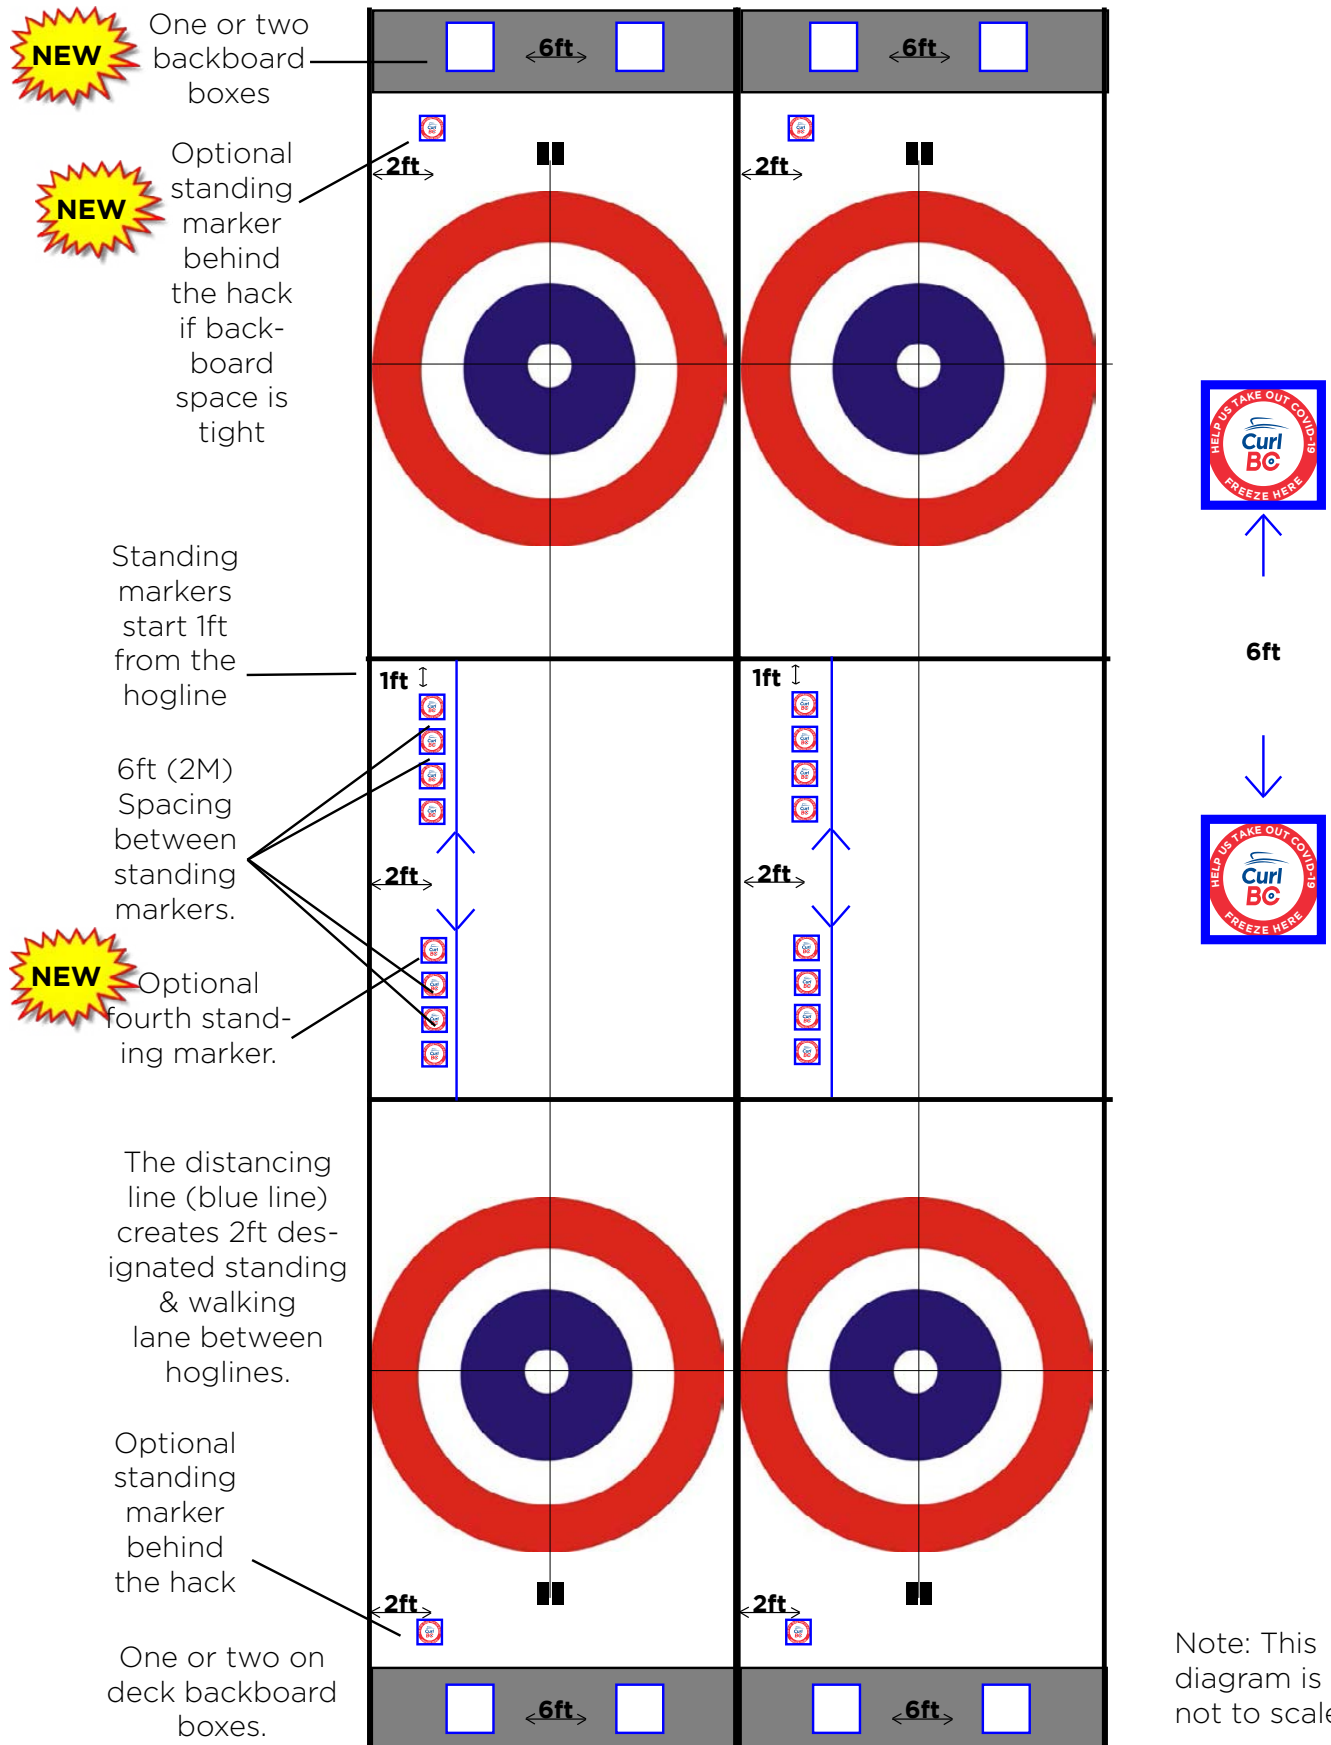 NEW
One or two
backboard
boxes
NEW
Optional
standing
marker
behind
the hack
if back-
board
space is
tight
Standing
markers
start 1ft
from the
hogline
6ft (2M)
Spacing
between
standing
markers.
NEW
Optional
fourth stand-
ing marker.
The distancing
line (blue line)
creates 2ft des-
ignated standing
& walking
lane between
hoglines.
Optional
standing
marker
behind
the hack
One or two on
deck backboard
boxes.
6ft
6ft
2ft
2ft
1ft
1ft
2ft
2ft
2ft
2ft
6ft
6ft
HELP US TAKE OUT COVID-19
Curl
BC
FREEZE HERE
6ft
HELP US TAKE OUT COVID-19
Curl
BC
FREEZE HERE
Note: This
diagram is
not to scale